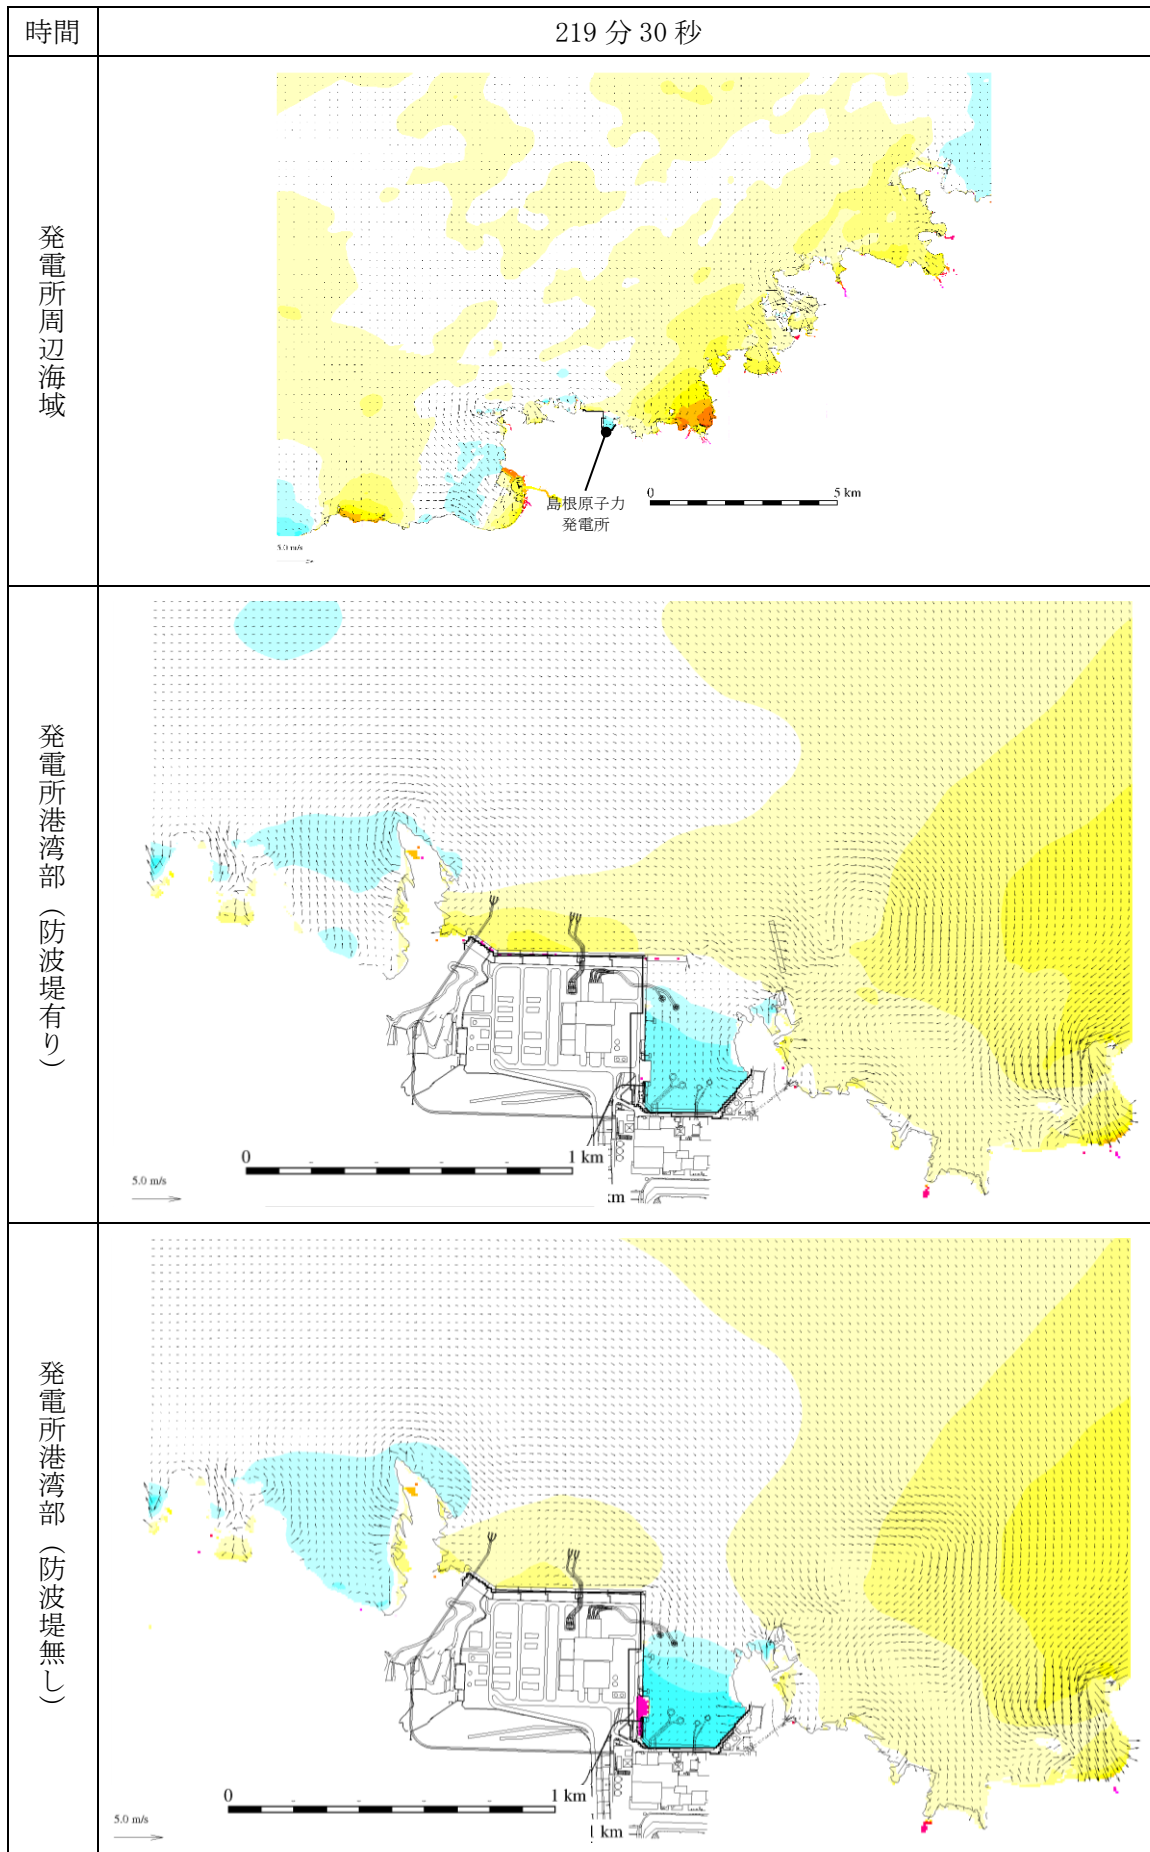 時間
219 分 30 秒
発電所周辺海域
島根原子力
発電所
0 5 km
5.0 m/s
発電所港湾部（防波堤有り）
0 1 km
5.0 m/s
km
発電所港湾部（防波堤無し）
0 1 km
5.0 m/s
1 km